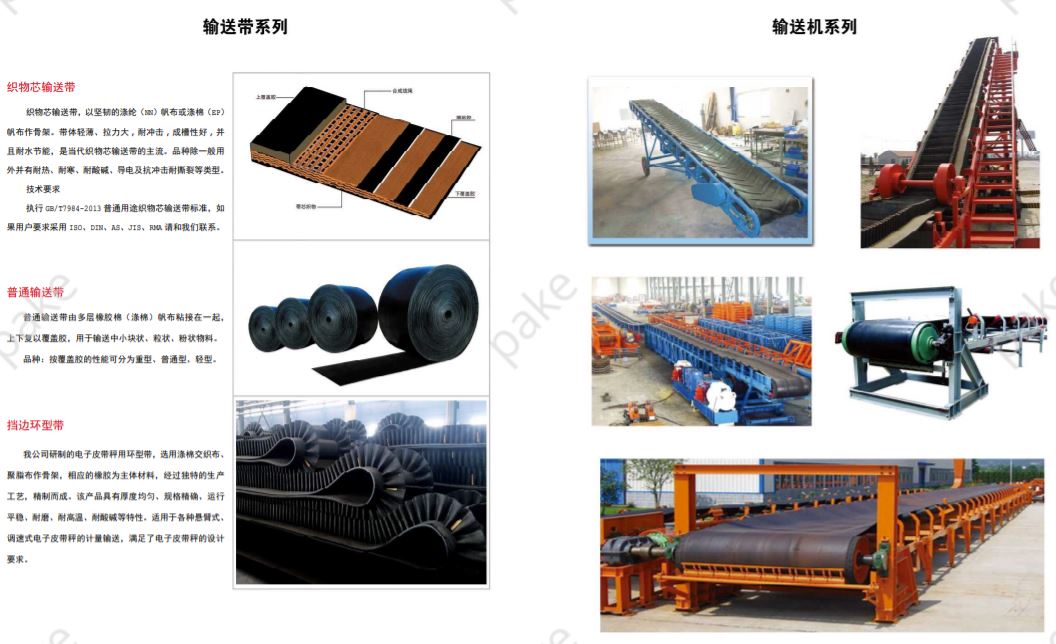 输送带系列
织物芯输送带
织物芯输送带，以坚韧的涤纶（NN）帆布或涤棉（EP）
帆布作骨架。带体轻薄、拉力大，耐冲击，成槽性好，并
且耐水节能，是当代织物芯输送带的主流。品种除一般用
外并有耐热、耐寒、耐酸碱、导电及抗冲击耐撕裂等类型。
技术要求
执行 GB/T7984-2013 普通用途织物芯输送带标准，如
果用户要求采用 ISO、DIN、AS、JIS、RMA 请和我们联系。
上覆盖胶
下覆盖胶
带芯织物
普通输送带
普通输送带由多层橡胶棉（涤棉）帆布粘接在一起，
上下复以覆盖胶，用于输送中小块状、粒状、粉状物料。
品种：按覆盖胶的性能可分为重型、普通型、轻型。
挡边环型带
我公司研制的电子皮带秤用环型带，选用涤棉交织布、
聚脂布作骨架，相应的橡胶为主体材料，经过独特的生产
工艺，精制而成。该产品具有厚度均匀、规格精确、运行
平稳、耐磨、耐高温、耐酸碱等特性。适用于各种悬臂式、
调速式电子皮带秤的计量输送，满足了电子皮带秤的设计
要求。
输送机系列
pake
pake